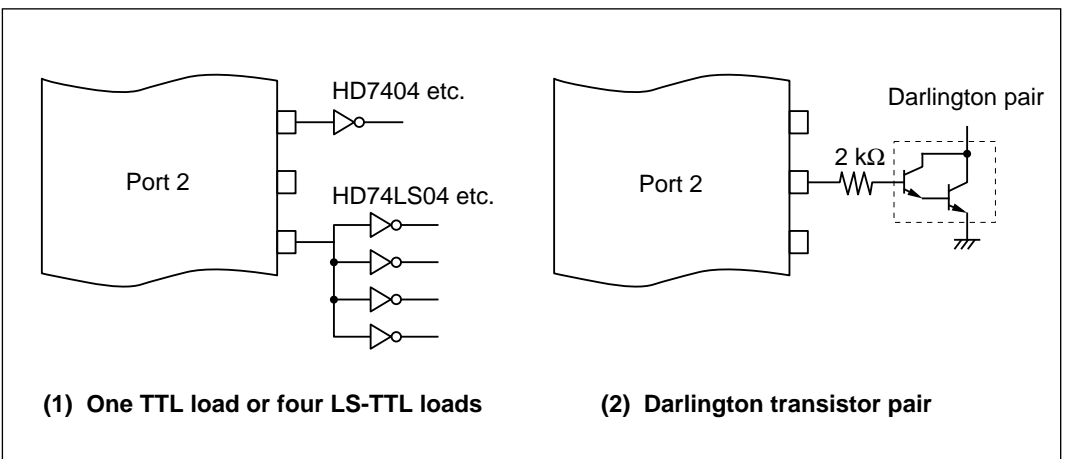 HD7404 etc.
Port 2
HD74LS04 etc.
(1) One TTL load or four LS-TTL loads
Darlington pair
2 kΩ
Port 2
(2) Darlington transistor pair